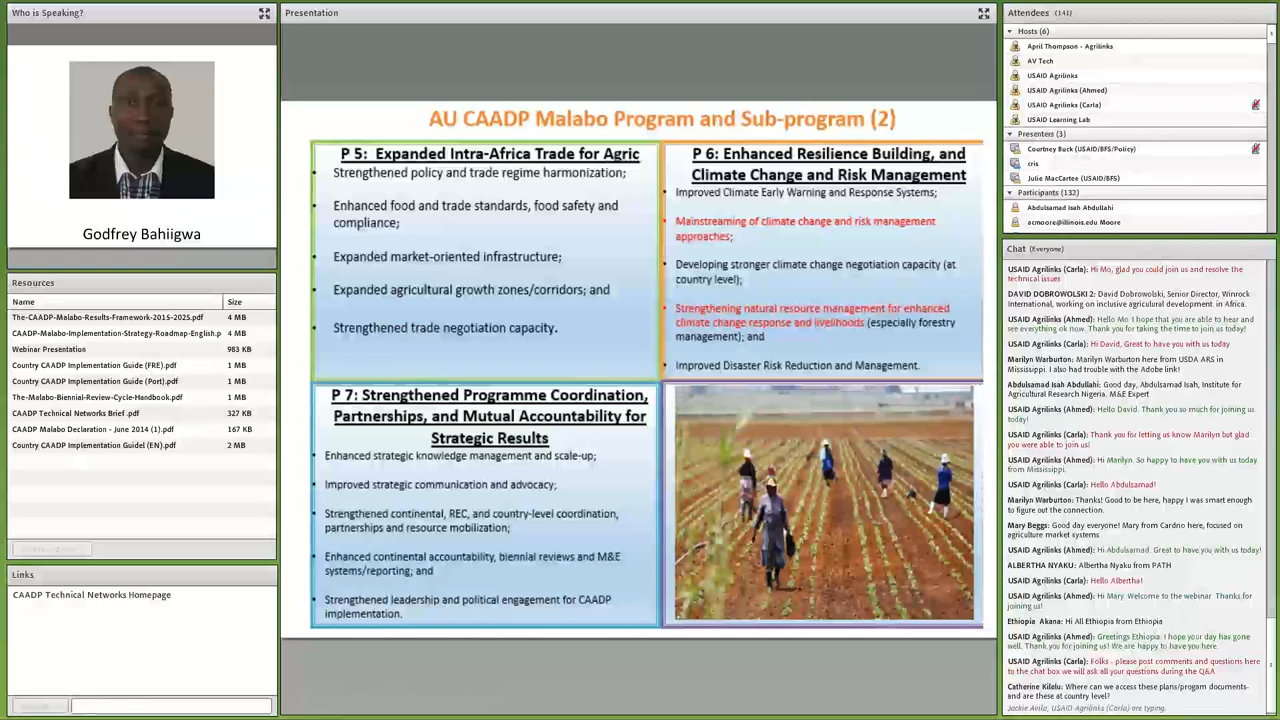 Who is Speaking?
Godfrey Bahiigwa
Resources
Name Size
The-CAADP-Malabo-Results-Framework-2015-2025.pdf 4 MB
CAADP-Malabo-Implementation-Strategy-Roadmap-English.p 4 MB
Webinar Presentation 983 KB
Country CAADP Implementation Guide (FRE).pdf 1 MB
Country CAADP Implementation Guide (Port).pdf 1 MB
The-Malabo-Biennial-Review-Cycle-Handbook.pdf 1 MB
CAADP Technical Networks Brief .pdf 327 KB
CAADP Malabo Declaration - June 2014 (1).pdf 167 KB
Country CAADP Implementation Guidel (EN).pdf 2 MB
Links
CAADP Technical Networks Homepage
Presentation
AU CAADP Malabo Program and Sub-program (2)
P 5: Expanded Intra-Africa Trade for Agric
• Strengthened policy and trade regime harmonization;
• Enhanced food and trade standards, food safety and
compliance;
• Expanded market-oriented infrastructure;
• Expanded agricultural growth zones/corridors; and
• Strengthened trade negotiation capacity.
P 6: Enhanced Resilience Building, and
Climate Change and Risk Management
• Improved Climate Early Warning and Response Systems;
• Mainstreaming of climate change and risk management
approaches;
• Developing stronger climate change negotiation capacity (at
country level);
• Strengthening natural resource management for enhanced
climate change response and livelihoods (especially forestry
management); and
• Improved Disaster Risk Reduction and Management.
P 7: Strengthened Programme Coordination,
Partnerships, and Mutual Accountability for
Strategic Results
• Enhanced strategic knowledge management and scale-up;
• Improved strategic communication and advocacy;
• Strengthened continental, REC, and country-level coordination,
partnerships and resource mobilization;
• Enhanced continental accountability, biennial reviews and M&E
systems/reporting; and
• Strengthened leadership and political engagement for CAADP
implementation.
Attendees (141)
Hosts (6)
April Thompson - Agrilinks
AV Tech
USAID Agrilinks
USAID Agrilinks (Ahmed)
USAID Agrilinks (Carla)
USAID Learning Lab
Presenters (3)
Courtney Buck (USAID/BFS/Policy)
cris
Julie MacCartee (USAID/BFS)
Participants (132)
Abdulsamad Isah Abdullahi
acmoore@illinois.edu Moore
Chat (Everyone)
USAID Agrilinks (Carla): Hi Mo, glad you could join us and resolve the
technical issues
DAVID DOBROWOLSKI 2: David Dobrowolski, Senior Director, Winrock
International, working on inclusive agricultural development in Africa.
USAID Agrilinks (Ahmed): Hello Mo. I hope that you are able to hear and
see everything ok now. Thank you for taking the time to join us today!
USAID Agrilinks (Carla): Hi David, Great to have you with us today
Marilyn Warburton: Marilyn Warburton here from USDA ARS in
Mississippi. I also had trouble with the Adobe link!
Abdulsamad Isah Abdullahi: Good day, Abdulsamad Isah, Institute for
Agricultural Research Nigeria. M&E Expert
USAID Agrilinks (Ahmed): Hello David. Thank you so much for joining us
today!
USAID Agrilinks (Carla): Thank you for letting us know Marilyn but glad
you were able to join us!
USAID Agrilinks (Ahmed): Hi Marilyn. So happy to have you with us today
from Mississippi.
USAID Agrilinks (Carla): Hello Abdulsamad!
Marilyn Warburton: Thanks! Good to be here, happy I was smart enough
to figure out the connection.
Mary Beggs: Good day everyone! Mary from Cardno here, focused on
agriculture market systems
USAID Agrilinks (Ahmed): Hi Abdulsamad. Great to have you with us today!
ALBERTHA NYAKU: Albertha Nyaku from PATH
USAID Agrilinks (Carla): Hello Albertha!
USAID Agrilinks (Ahmed): Hi Mary. Welcome to the webinar. Thanks for
joining us!
Ethiopia Akana: Hi All Ethiopia from Ethiopia
USAID Agrilinks (Ahmed): Greetings Ethiopia. I hope your day has gone
well. Thank you for joining us! We are happy to have you here.
USAID Agrilinks (Carla): Folks - please post comments and questions here
to the chat box we will ask all your questions during the Q&A
Catherine Kilelu: Where can we access these plans/progam documents-
and are these at country level?
Jackie Avila, USAID Agrilinks (Carla) are typing.